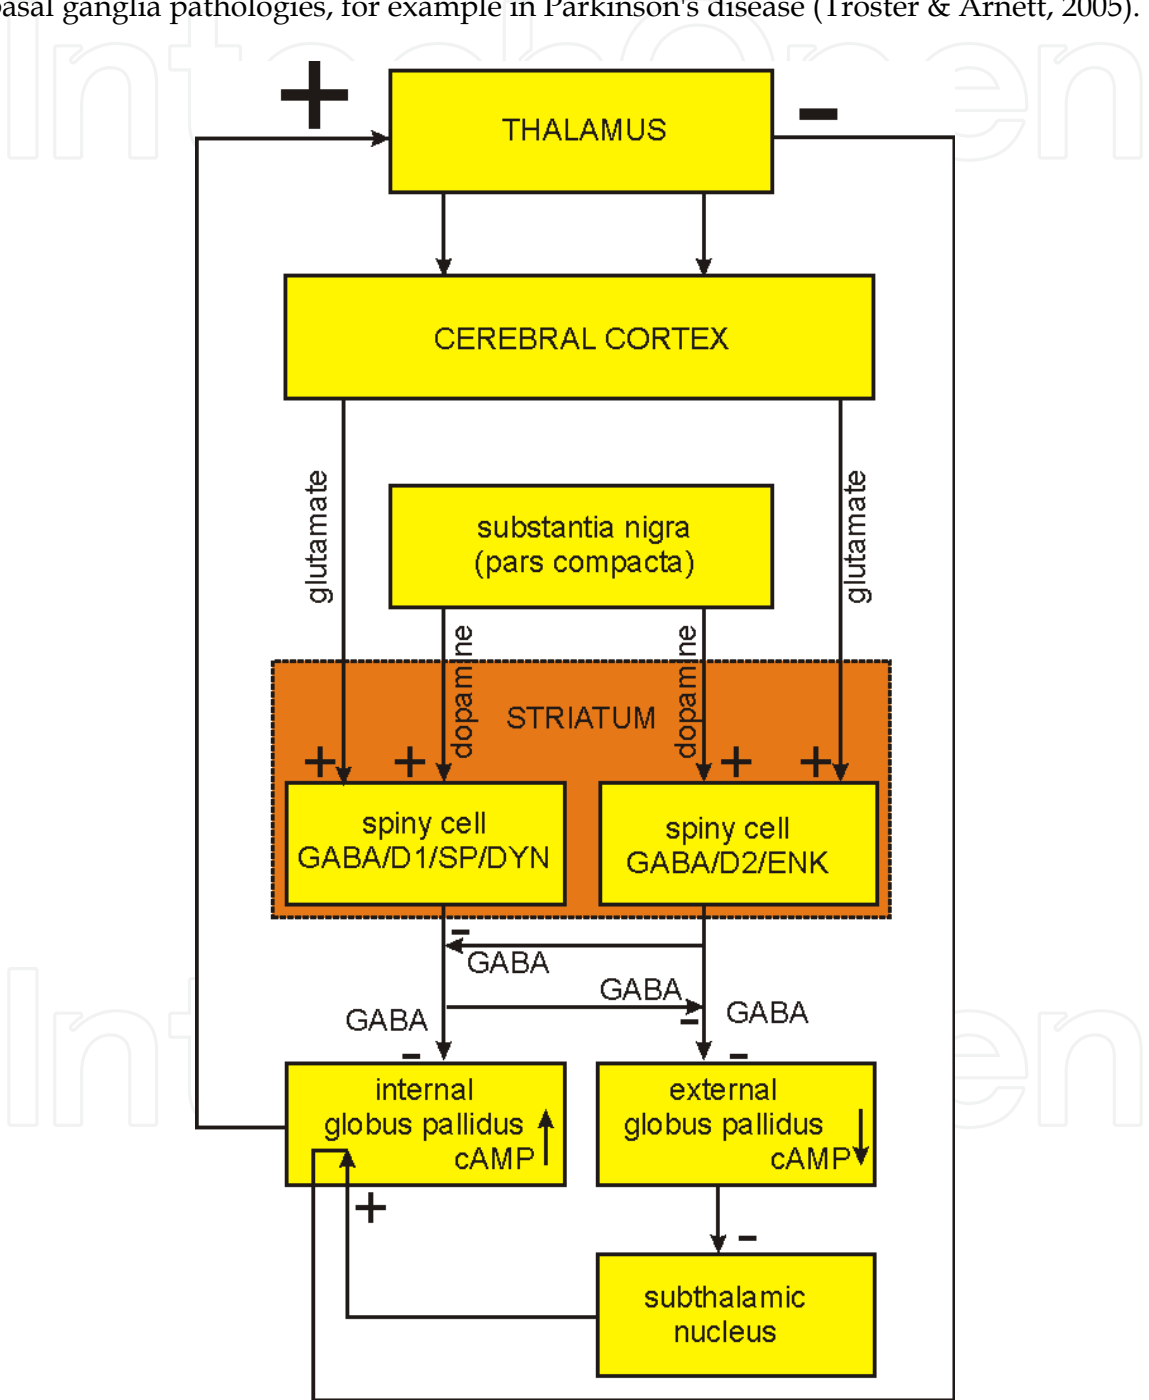 basal ganglia pathologies, for example in Parkinson's disease (Troster & Arnett, 2005).
IntechOpen
+
-
THALAMUS
CEREBRAL CORTEX
glutamate
glutamate
substantia nigra
(pars compacta)
dopamine
dopamine
STRIATUM
+
+
+
+
spiny cell
GABA/D1/SP/DYN
spiny cell
GABA/D2/ENK
-
GABA
GABA
-
GABA
GABA
-
-
internal
globus pallidus
cAMP
external
globus pallidus
cAMP
+
-
subthalamic
nucleus